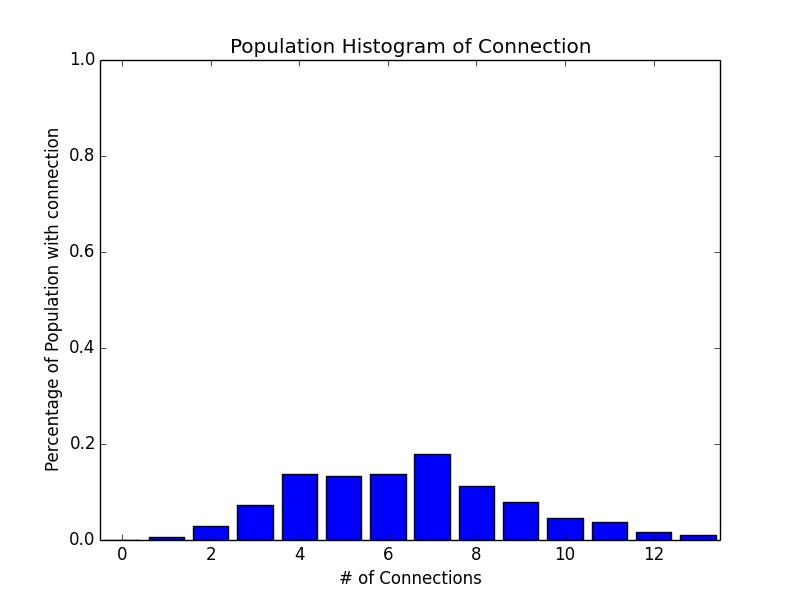 Population Histogram of Connection
1.0
0.8
0.6
0.4
0.2
0.0
Percentage of Population with connection
0 2 4 6 8 10 12
# of Connections